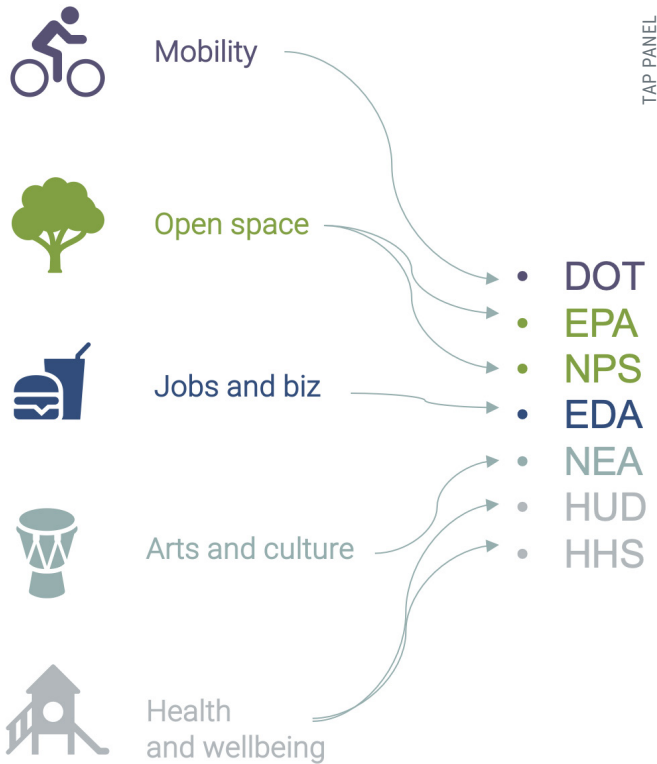 TAP PANEL
Mobility
Open space
Jobs and biz
Arts and culture
Health
and wellbeing
• DOT
• EPA
• NPS
• EDA
• NEA
• HUD
• HHS